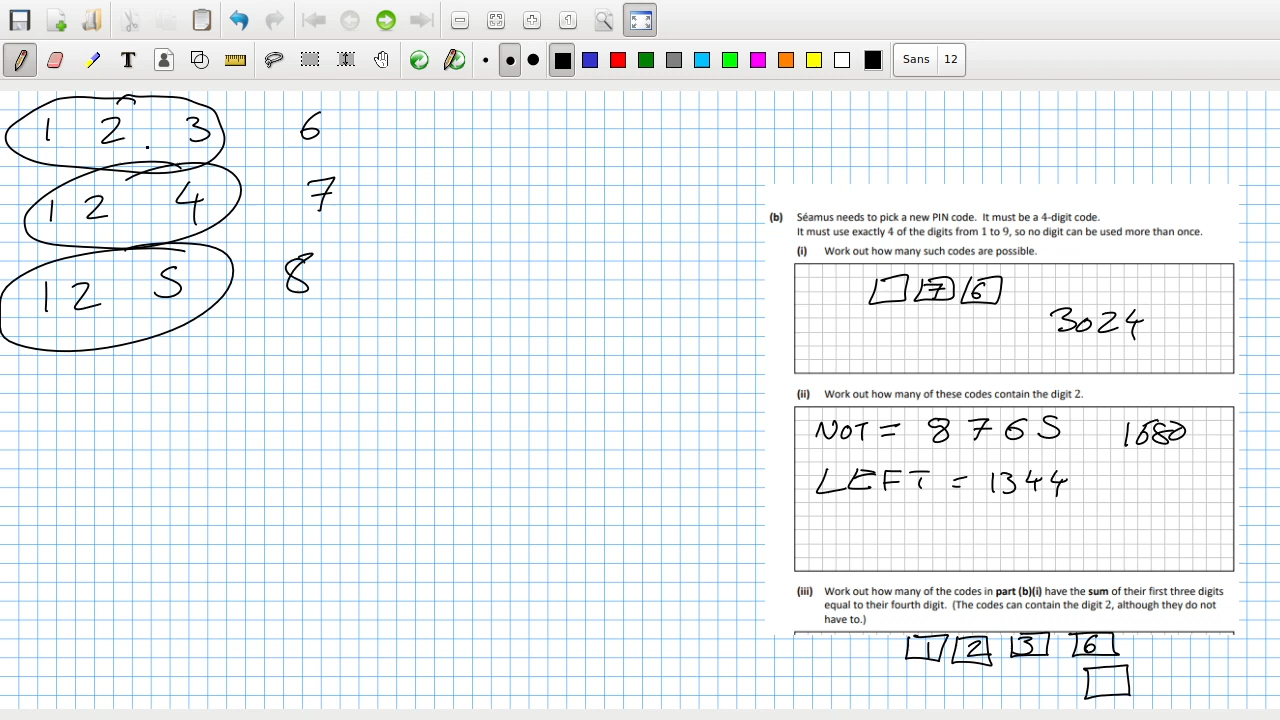 Sans 12
1 2 3 6
1 2 4 7
1 2 5 8
(b) Séamus needs to pick a new PIN code. It must be a 4-digit code.
It must use exactly 4 of the digits from 1 to 9, so no digit can be used more than once.
(i) Work out how many such codes are possible.
7 6
3024
(ii) Work out how many of these codes contain the digit 2.
NOT = 8 7 6 5 1680
LEFT = 1344
(iii) Work out how many of the codes in part (b)(i) have the sum of their first three digits
equal to their fourth digit. (The codes can contain the digit 2, although they do not
have to.)
1 2 3 6